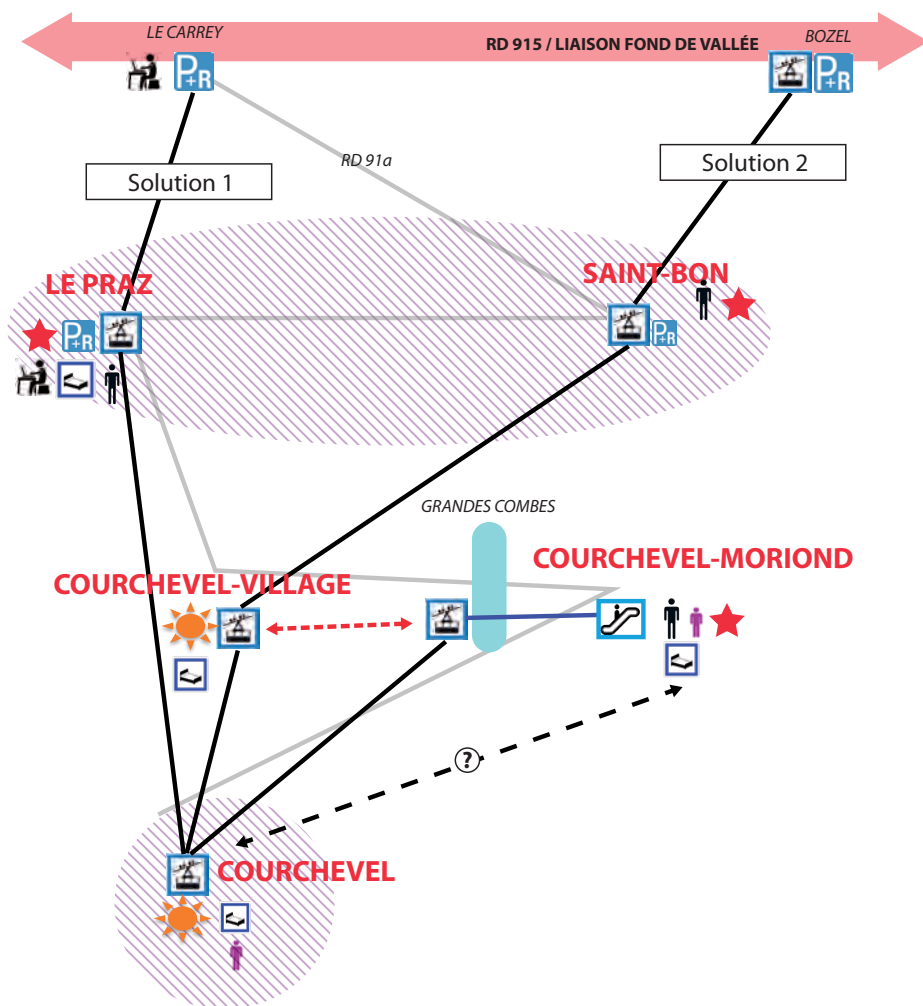 LE CARREY
RD 915 / LIAISON FOND DE VALLÉE
BOZEL
P+R
P+R
RD 91a
Solution 1
Solution 2
LE PRAZ
SAINT-BON
P+R
P+R
GRANDES COMBES
COURCHEVEL-VILLAGE
COURCHEVEL-MORIOND
?
COURCHEVEL